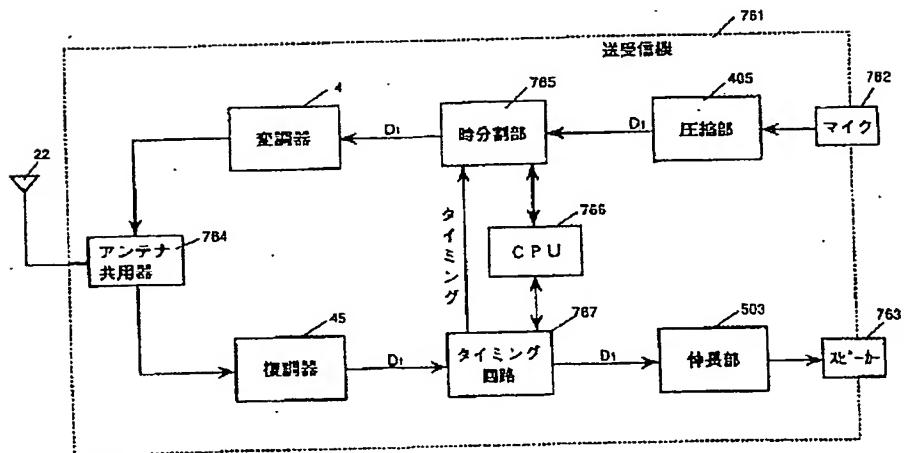 761
送受信機
4
765
405
762
変調器
D1
時分割部
D1
圧縮部
マイク
22
タイミング
766
CPU
アンテナ
共用器
764
45
767
503
763
復調器
D1
タイミング
回路
D1
伸長部
スピーカー